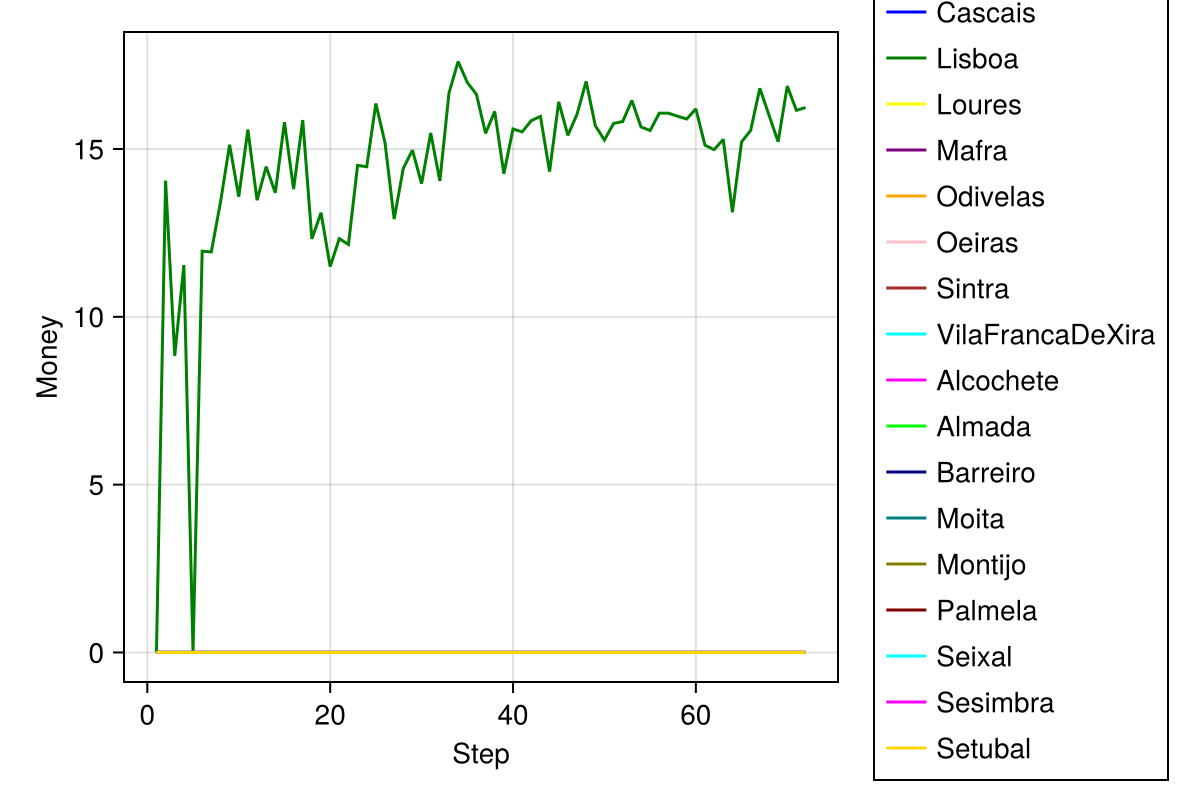 Money
15
10
5
0
0
20
40
60
Step
Cascais
Lisboa
Loures
Mafra
Odivelas
Oeiras
Sintra
VilaFrancaDeXira
Alcochete
Almada
Barreiro
Moita
Montijo
Palmela
Seixal
Sesimbra
Setubal